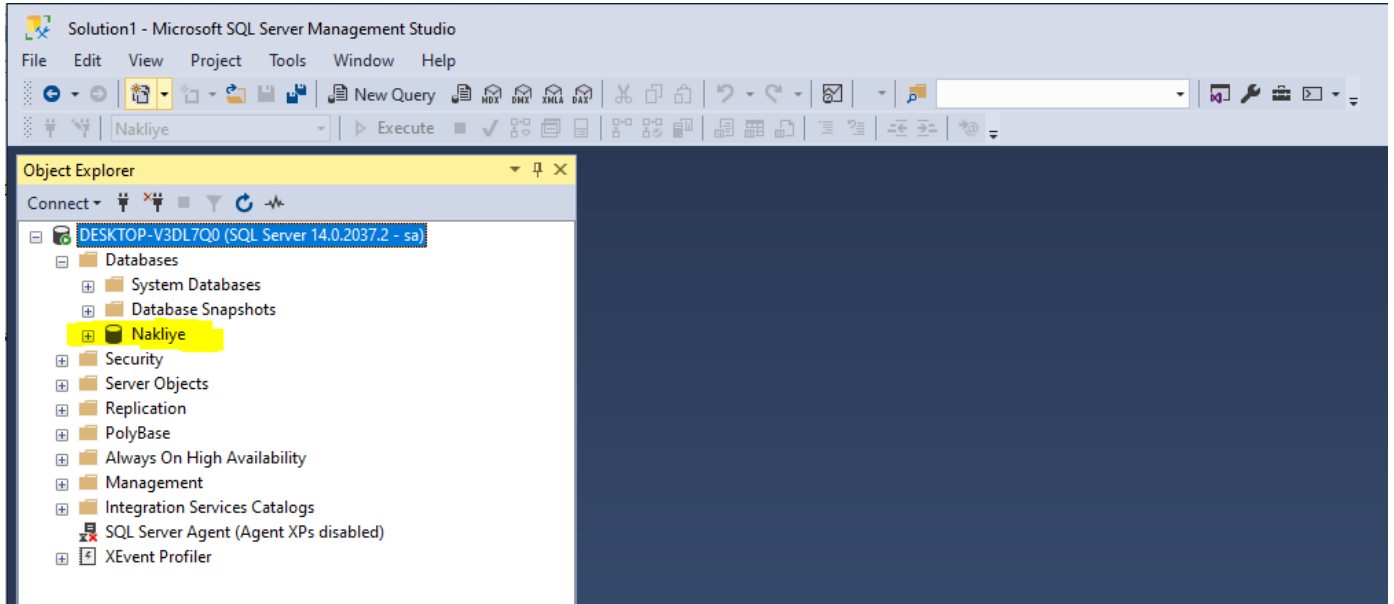 Solution1 - Microsoft SQL Server Management Studio
File Edit View Project Tools Window Help
New Query MDX DMX XMLA DAX
Nakliye Execute
Object Explorer
Connect
DESKTOP-V3DL7Q0 (SQL Server 14.0.2037.2 - sa)
Databases
System Databases
Database Snapshots
Nakliye
Security
Server Objects
Replication
PolyBase
Always On High Availability
Management
Integration Services Catalogs
SQL Server Agent (Agent XPs disabled)
XEvent Profiler